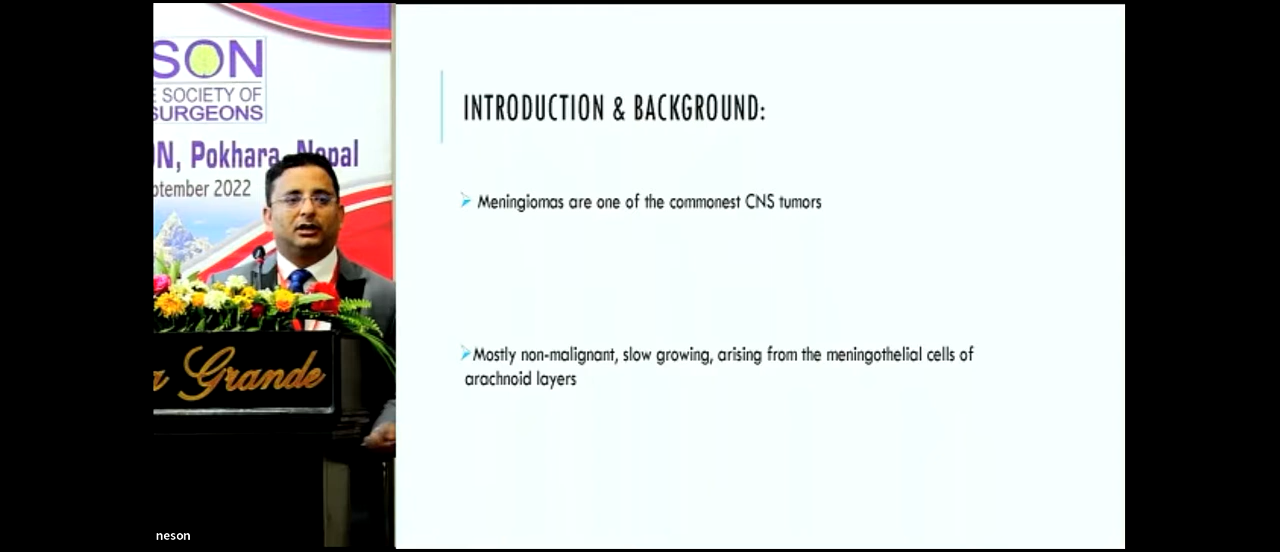 SON
E SOCIETY OF
SURGEONS
N, Pokhara, Nepal
ptember 2022
a Grande
neson
INTRODUCTION & BACKGROUND:
Meningiomas are one of the commonest CNS tumors
Mostly non-malignant, slow growing, arising from the meningothelial cells of
arachnoid layers